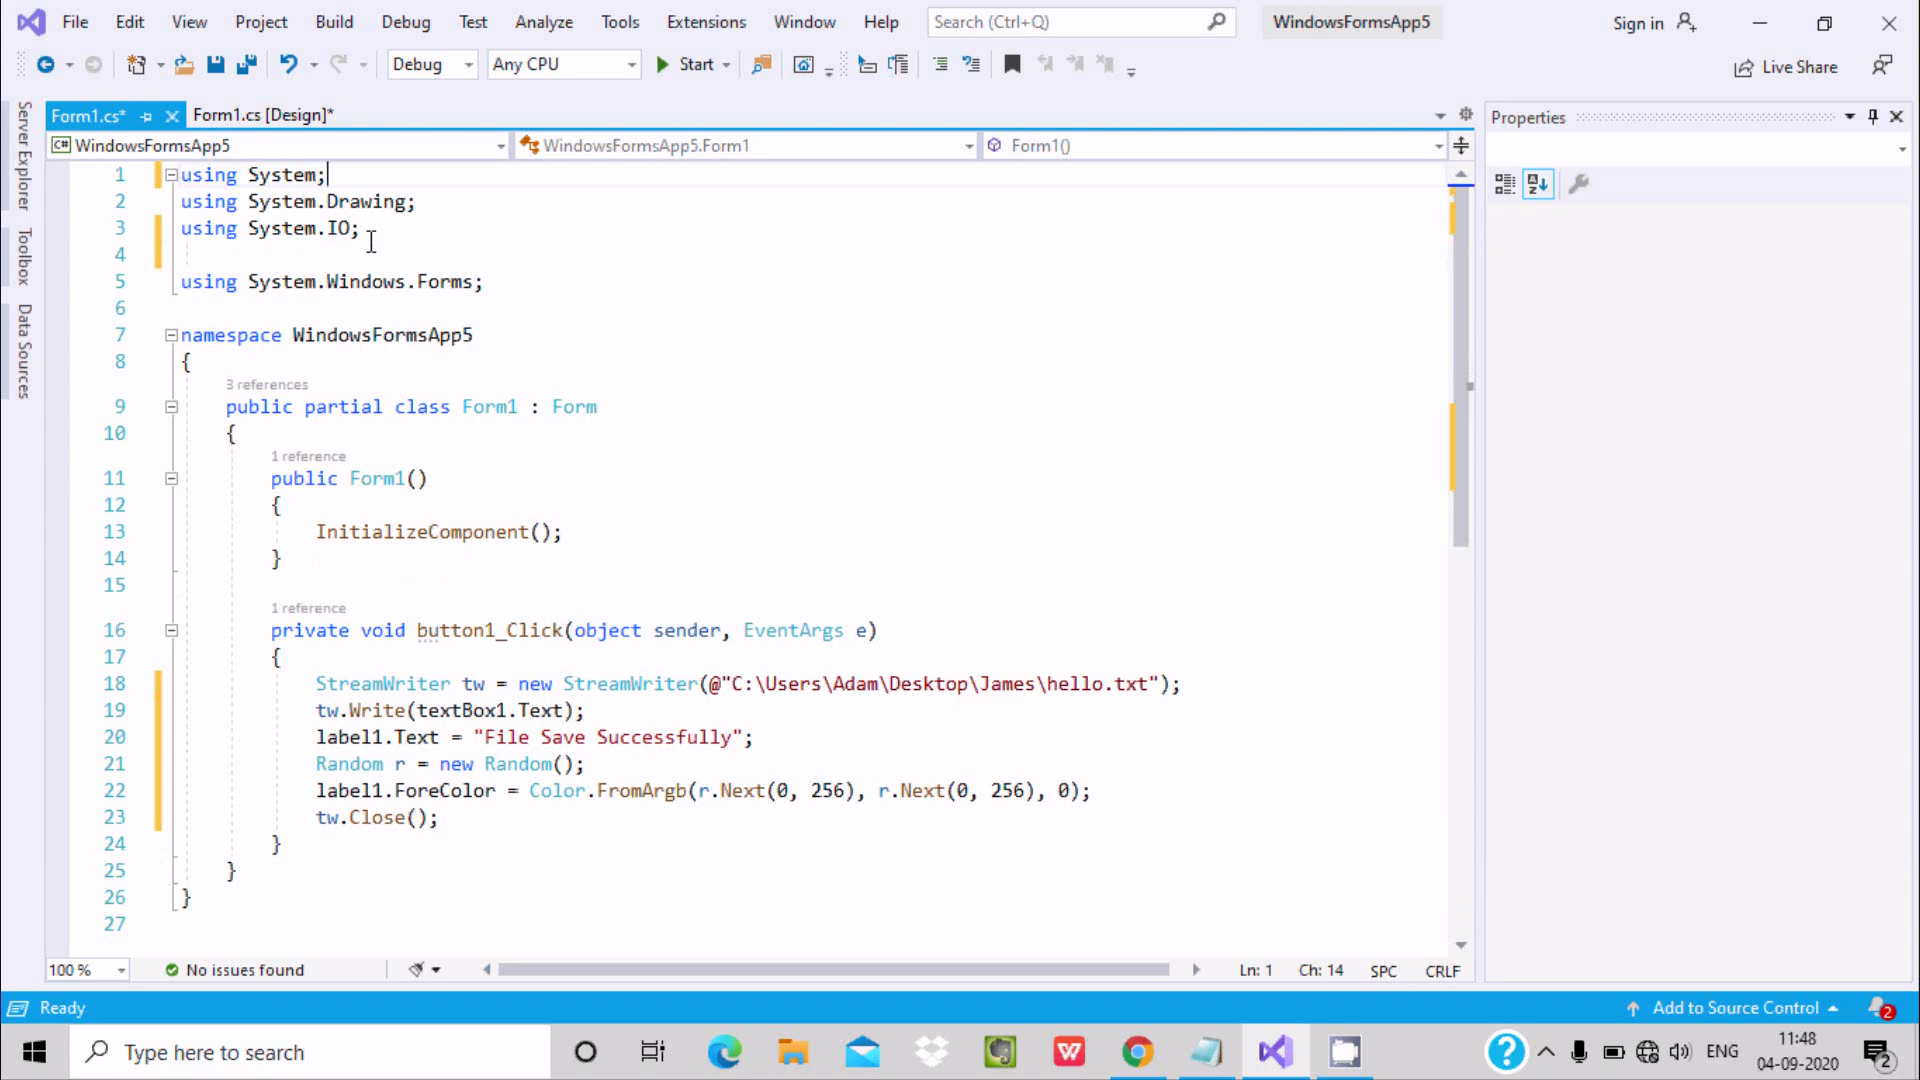 File Edit View Project Build Debug Test Analyze Tools Extensions Window Help Search (Ctrl+Q) WindowsFormsApp5 Sign in
Debug Any CPU Start Live Share
Server Explorer
Toolbox
Data Sources
Form1.cs* Form1.cs [Design]*
C# WindowsFormsApp5 WindowsFormsApp5.Form1 Form1()
Properties
1 using System;
2 using System.Drawing;
3 using System.IO;
4
5 using System.Windows.Forms;
6
7 namespace WindowsFormsApp5
8 {
3 references
9 public partial class Form1 : Form
10 {
1 reference
11 public Form1()
12 {
13 InitializeComponent();
14 }
15
1 reference
16 private void button1_Click(object sender, EventArgs e)
17 {
18 StreamWriter tw = new StreamWriter(@"C:\Users\Adam\Desktop\James\hello.txt");
19 tw.Write(textBox1.Text);
20 label1.Text = "File Save Successfully";
21 Random r = new Random();
22 label1.ForeColor = Color.FromArgb(r.Next(0, 256), r.Next(0, 256), 0);
23 tw.Close();
24 }
25 }
26 }
27
100 % No issues found Ln: 1 Ch: 14 SPC CRLF
Ready Add to Source Control 2
Type here to search W ? ENG 11:48
04-09-2020 2